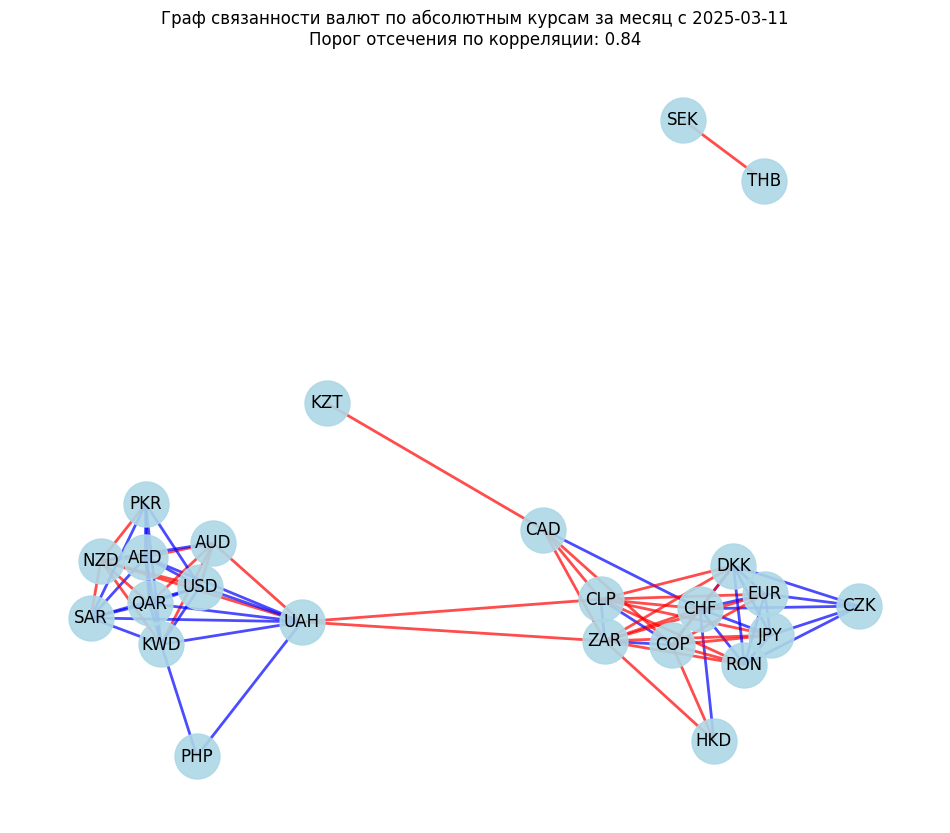 Граф связанности валют по абсолютным курсам за месяц с 2025-03-11
Порог отсечения по корреляции: 0.84
SEK
THB
KZT
PKR
CAD
AUD
AED
NZD
DKK
USD
EUR
CLP
QAR
CZK
CHF
SAR
UAH
JPY
ZAR
KWD
COP
RON
HKD
PHP